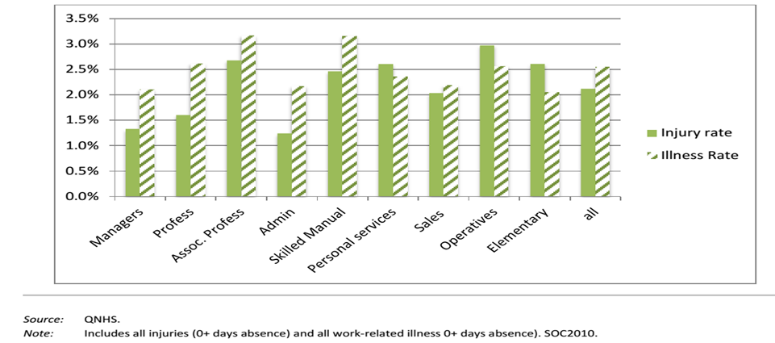 3.5%
3.0%
2.5%
2.0%
1.5%
1.0%
0.5%
0.0%
Managers
Profess
Assoc. Profess
Admin
Skilled Manual
Personal services
Sales
Operatives
Elementary
all
Injury rate
Illness Rate
Source: QNHS.
Note: Includes all injuries (0+ days absence) and all work-related illness 0+ days absence). SOC2010.